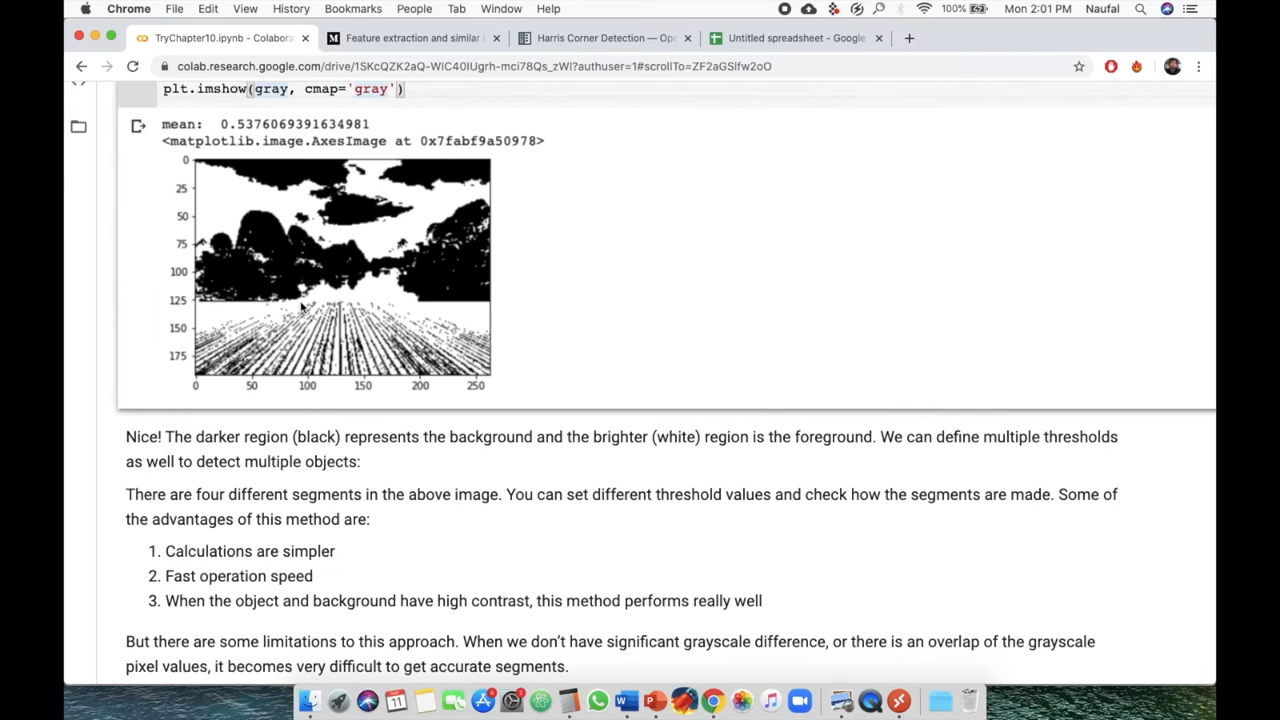 Chrome File Edit View History Bookmarks People Tab Window Help 100% Mon 2:01 PM Naufal
TryChapter10.ipynb - Colabora Feature extraction and similar Harris Corner Detection — Ope Untitled spreadsheet - Google
colab.research.google.com/drive/1SKcQZK2aQ-WIC40IUgrh-mci78Qs_zWl?authuser=1#scrollTo=ZF2aGSlfw2oO
plt.imshow(gray, cmap='gray')
mean: 0.5376069391634981
<matplotlib.image.AxesImage at 0x7fabf9a50978>
0
25
50
75
100
125
150
175
0 50 100 150 200 250
Nice! The darker region (black) represents the background and the brighter (white) region is the foreground. We can define multiple thresholds
as well to detect multiple objects:
There are four different segments in the above image. You can set different threshold values and check how the segments are made. Some of
the advantages of this method are:
1. Calculations are simpler
2. Fast operation speed
3. When the object and background have high contrast, this method performs really well
But there are some limitations to this approach. When we don't have significant grayscale difference, or there is an overlap of the grayscale
pixel values, it becomes very difficult to get accurate segments.